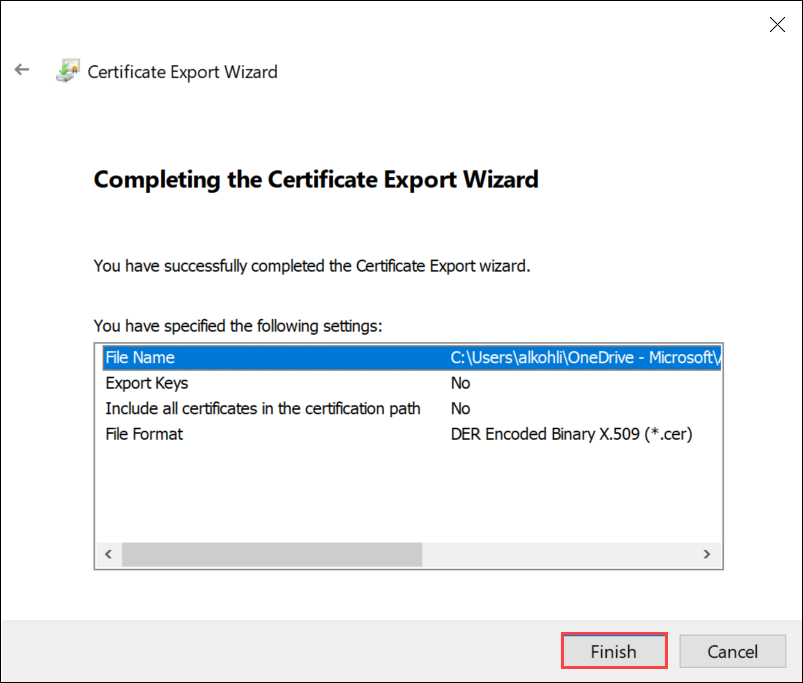 Certificate Export Wizard
Completing the Certificate Export Wizard
You have successfully completed the Certificate Export wizard.
You have specified the following settings:
File Name C:\Users\alkohli\OneDrive - Microsoft\
Export Keys No
Include all certificates in the certification path No
File Format DER Encoded Binary X.509 (*.cer)
Finish Cancel